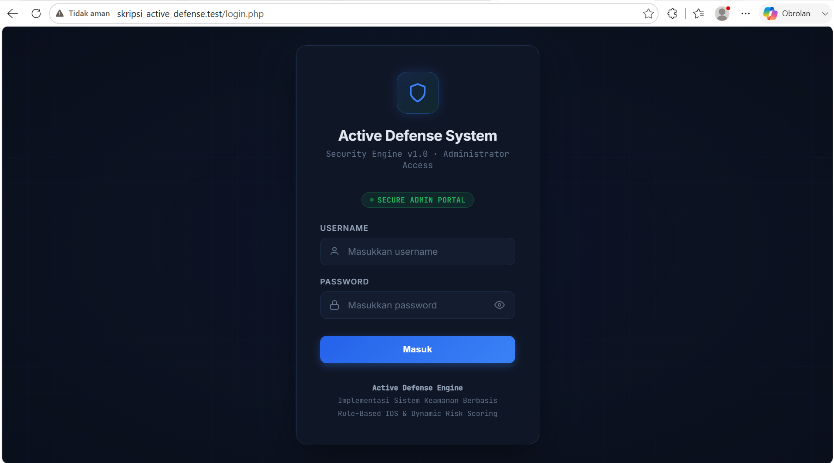 Tidak aman
skripsi_active_defense.test/login.php
Obrolan
Active Defense System
Security Engine v1.0 · Administrator
Access
SECURE ADMIN PORTAL
USERNAME
Masukkan username
PASSWORD
Masukkan password
Masuk
Active Defense Engine
Implementasi Sistem Keamanan Berbasis
Rule-Based IDS & Dynamic Risk Scoring